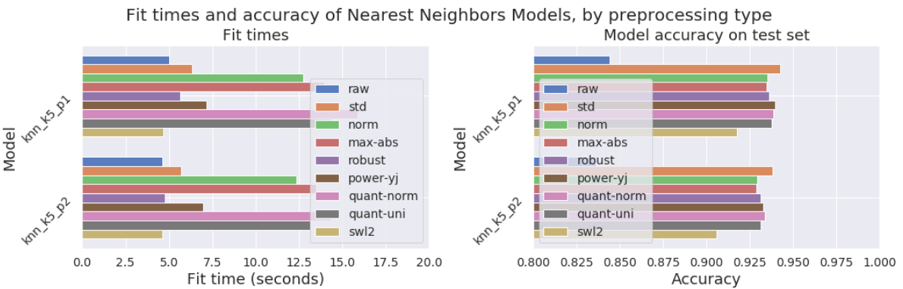 Fit times and accuracy of Nearest Neighbors Models, by preprocessing type
Fit times
Model
knn_k5_p1
knn_k5_p2
raw
std
norm
max-abs
robust
power-yj
quant-norm
quant-uni
swl2
0.0 2.5 5.0 7.5 10.0 12.5 15.0 17.5 20.0
Fit time (seconds)
Model accuracy on test set
Model
knn_k5_p1
knn_k5_p2
raw
std
norm
max-abs
robust
power-yj
quant-norm
quant-uni
swl2
0.800 0.825 0.850 0.875 0.900 0.925 0.950 0.975 1.000
Accuracy